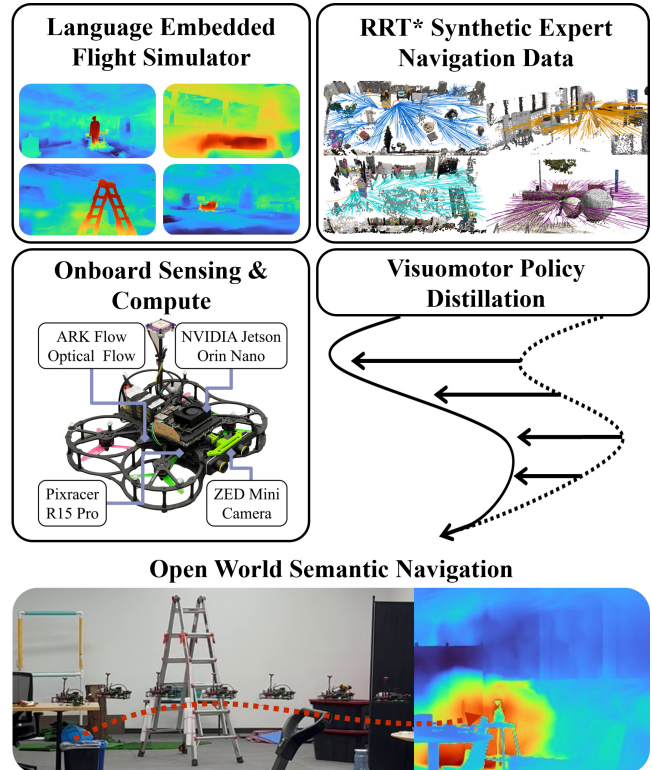 Language Embedded
Flight Simulator
RRT* Synthetic Expert
Navigation Data
Onboard Sensing &
Compute
ARK Flow
Optical Flow
NVIDIA Jetson
Orin Nano
Pixracer
R15 Pro
ZED Mini
Camera
Visuomotor Policy
Distillation
Open World Semantic Navigation